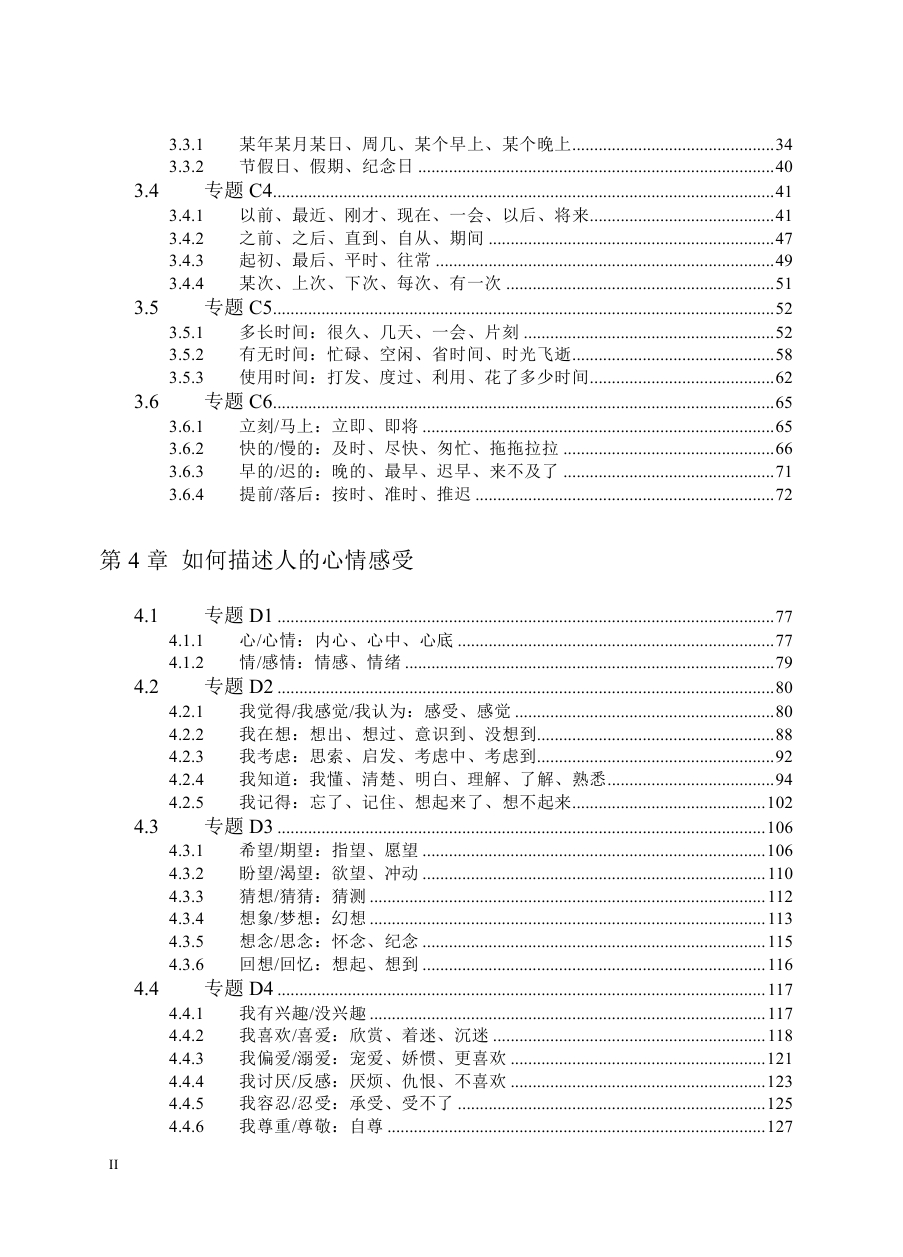 3.3.1 某年某月某日、周几、某个早上、某个晚上..............................................34
3.3.2 节假日、假期、纪念日 .................................................................................40
3.4 专题 C4...................................................................................................................41
3.4.1 以前、最近、刚才、现在、一会、以后、将来..........................................41
3.4.2 之前、之后、直到、自从、期间 .................................................................47
3.4.3 起初、最后、平时、往常 .............................................................................49
3.4.4 某次、上次、下次、每次、有一次 .............................................................51
3.5 专题 C5...................................................................................................................52
3.5.1 多长时间：很久、几天、一会、片刻 .........................................................52
3.5.2 有无时间：忙碌、空闲、省时间、时光飞逝..............................................58
3.5.3 使用时间：打发、度过、利用、花了多少时间..........................................62
3.6 专题 C6...................................................................................................................65
3.6.1 立刻/马上：立即、即将 ................................................................................65
3.6.2 快的/慢的：及时、尽快、匆忙、拖拖拉拉 ................................................66
3.6.3 早的/迟的：晚的、最早、迟早、来不及了 ................................................71
3.6.4 提前/落后：按时、准时、推迟 ....................................................................72
第 4 章 如何描述人的心情感受
4.1 专题 D1 ..................................................................................................................77
4.1.1 心/心情：内心、心中、心底 ........................................................................77
4.1.2 情/感情：情感、情绪 ....................................................................................79
4.2 专题 D2 ..................................................................................................................80
4.2.1 我觉得/我感觉/我认为：感受、感觉 ...........................................................80
4.2.2 我在想：想出、想过、意识到、没想到......................................................88
4.2.3 我考虑：思索、启发、考虑中、考虑到......................................................92
4.2.4 我知道：我懂、清楚、明白、理解、了解、熟悉......................................94
4.2.5 我记得：忘了、记住、想起来了、想不起来............................................102
4.3 专题 D3 ................................................................................................................106
4.3.1 希望/期望：指望、愿望 ..............................................................................106
4.3.2 盼望/渴望：欲望、冲动 ..............................................................................110
4.3.3 猜想/猜猜：猜测 ..........................................................................................112
4.3.4 想象/梦想：幻想 ..........................................................................................113
4.3.5 想念/思念：怀念、纪念 ..............................................................................115
4.3.6 回想/回忆：想起、想到 ..............................................................................116
4.4 专题 D4 ................................................................................................................117
4.4.1 我有兴趣/没兴趣 ..........................................................................................117
4.4.2 我喜欢/喜爱：欣赏、着迷、沉迷 ..............................................................118
4.4.3 我偏爱/溺爱：宠爱、娇惯、更喜欢 ..........................................................121
4.4.4 我讨厌/反感：厌烦、仇恨、不喜欢 ..........................................................123
4.4.5 我容忍/忍受：承受、受不了 ......................................................................125
4.4.6 我尊重/尊敬：自尊 ......................................................................................127
II